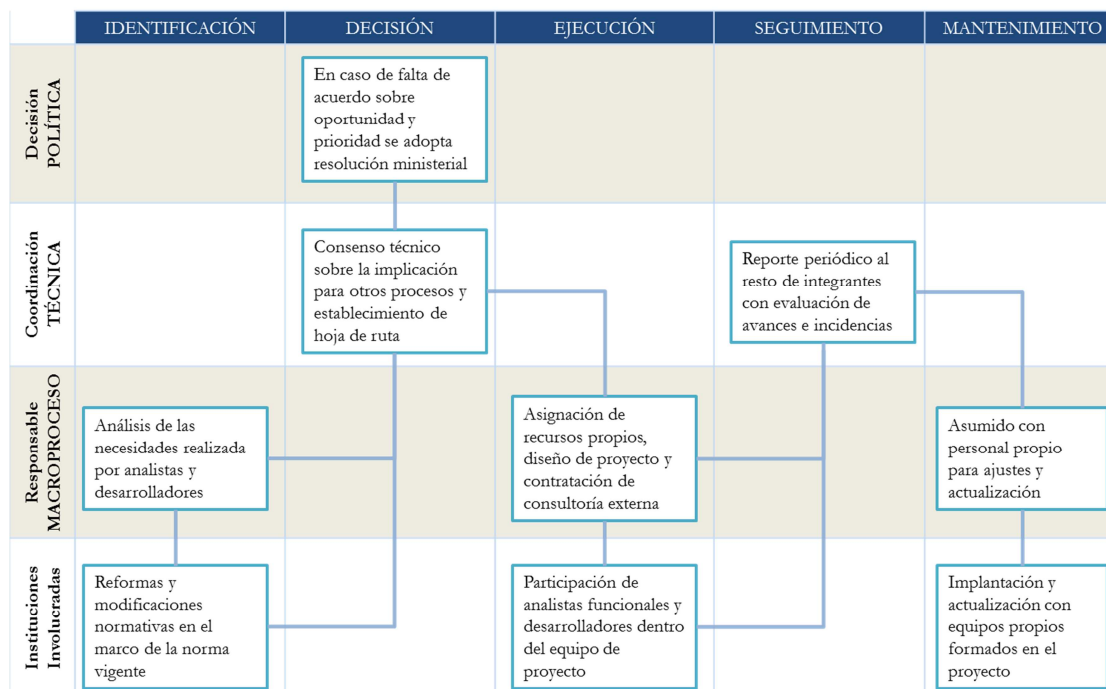 IDENTIFICACIÓN
DECISIÓN
EJECUCIÓN
SEGUIMIENTO
MANTENIMIENTO
Decisión
POLÍTICA
En caso de falta de
acuerdo sobre
oportunidad y
prioridad se adopta
resolución ministerial
Coordinación
TÉCNICA
Consenso técnico
sobre la implicación
para otros procesos y
establecimiento de
hoja de ruta
Reporte periódico al
resto de integrantes
con evaluación de
avances e incidencias
Responsable
MACROPROCESO
Análisis de las
necesidades realizada
por analistas y
desarrolladores
Asignación de
recursos propios,
diseño de proyecto y
contratación de
consultoría externa
Asumido con
personal propio
para ajustes y
actualización
Instituciones
Involucradas
Reformas y
modificaciones
normativas en el
marco de la norma
vigente
Participación de
analistas funcionales y
desarrolladores dentro
del equipo de
proyecto
Implantación y
actualización con
equipos propios
formados en el
proyecto